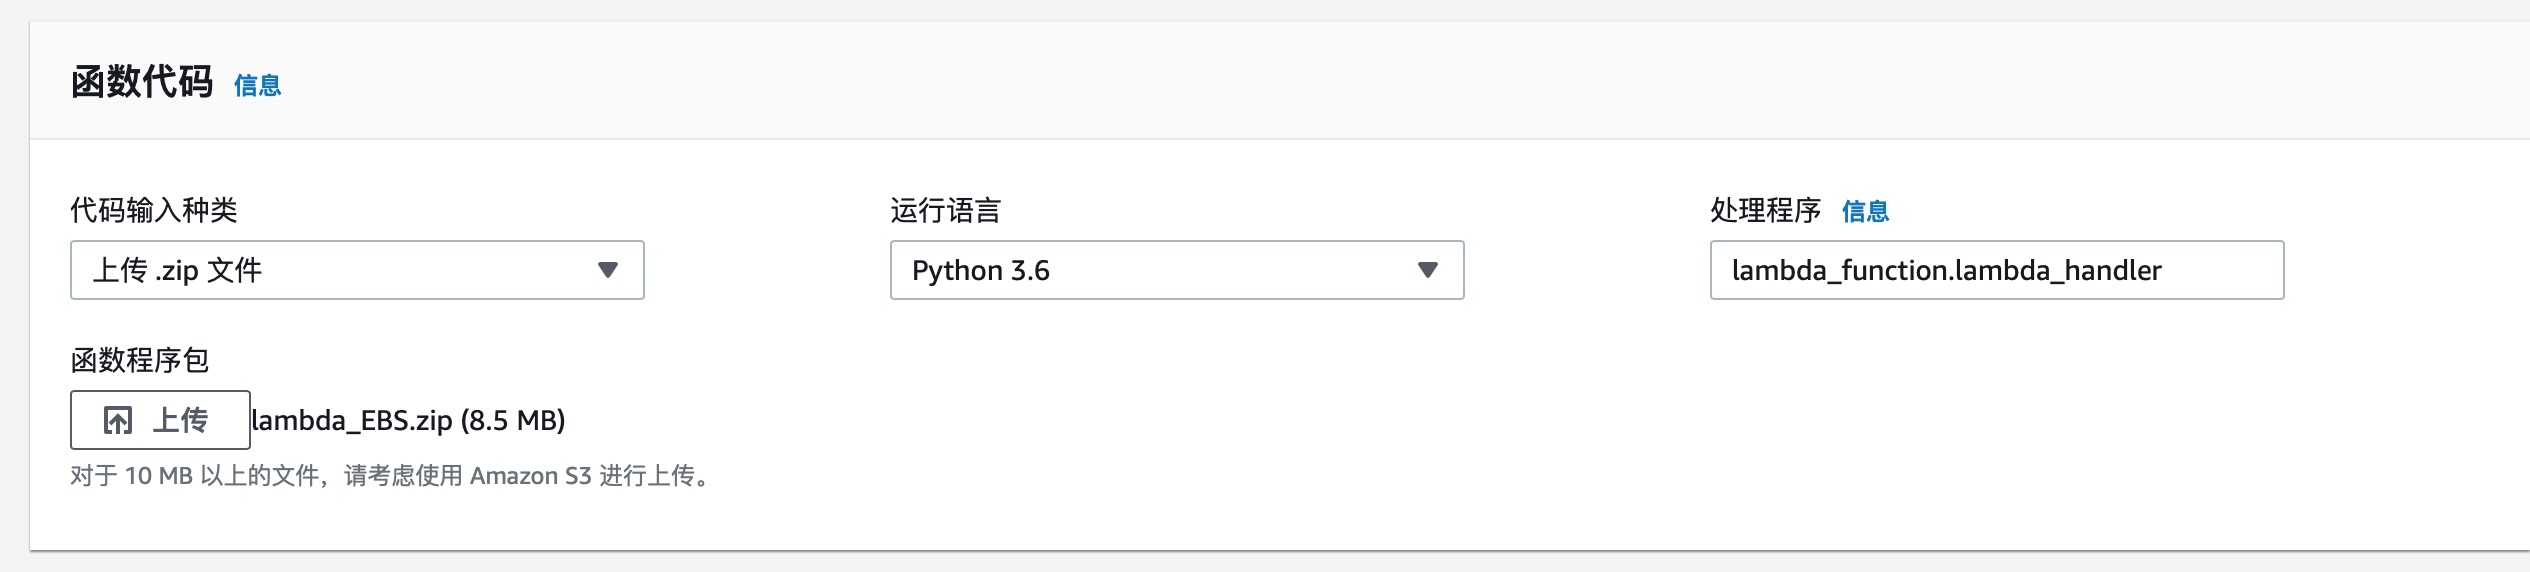 函数代码 信息
代码输入种类
上传 .zip 文件
运行语言
Python 3.6
处理程序 信息
lambda_function.lambda_handler
函数程序包
上传 lambda_EBS.zip (8.5 MB)
对于 10 MB 以上的文件，请考虑使用 Amazon S3 进行上传。